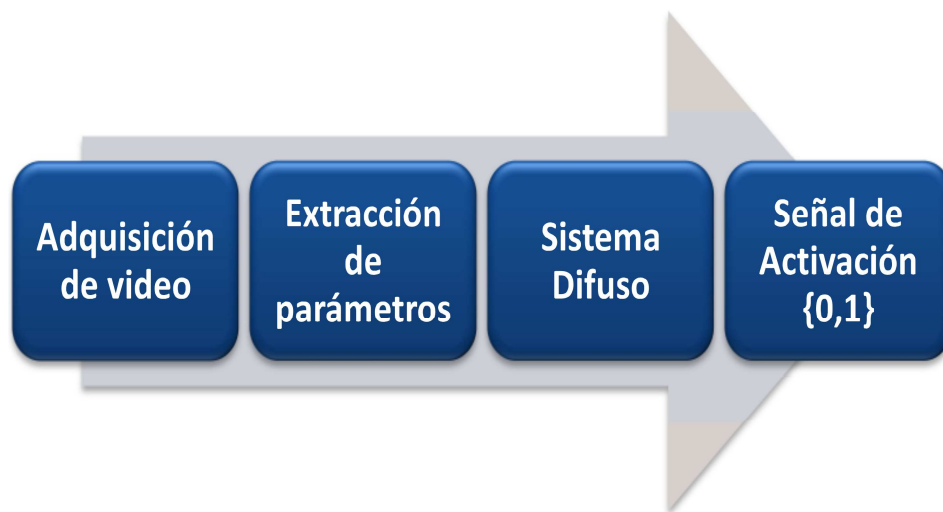 Adquisición
de video
Extracción
de
parámetros
Sistema
Difuso
Señal de
Activación
{0,1}